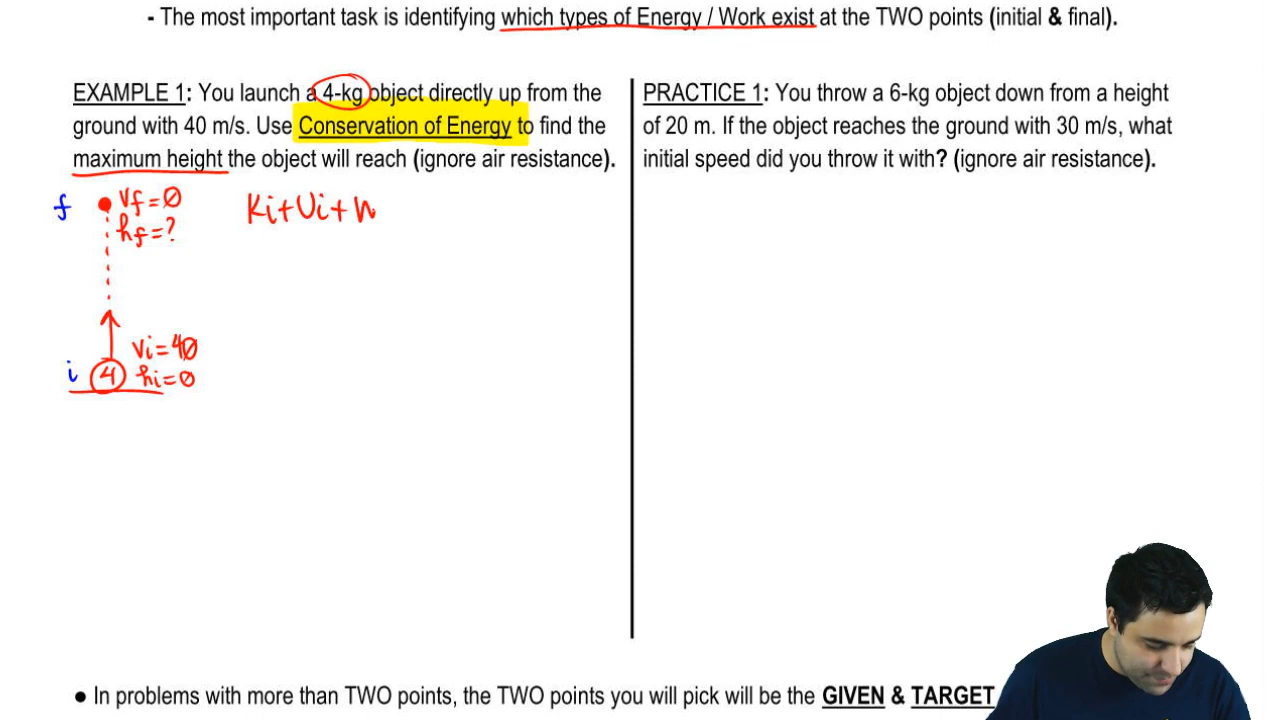 - The most important task is identifying which types of Energy / Work exist at the TWO points (initial & final).
EXAMPLE 1: You launch a 4-kg object directly up from the
ground with 40 m/s. Use Conservation of Energy to find the
maximum height the object will reach (ignore air resistance).
f
vf=0
hf=?
Ki+Ui+
vi=40
i
4
hi=0
PRACTICE 1: You throw a 6-kg object down from a height
of 20 m. If the object reaches the ground with 30 m/s, what
initial speed did you throw it with? (ignore air resistance).
● In problems with more than TWO points, the TWO points you will pick will be the GIVEN & TARGET